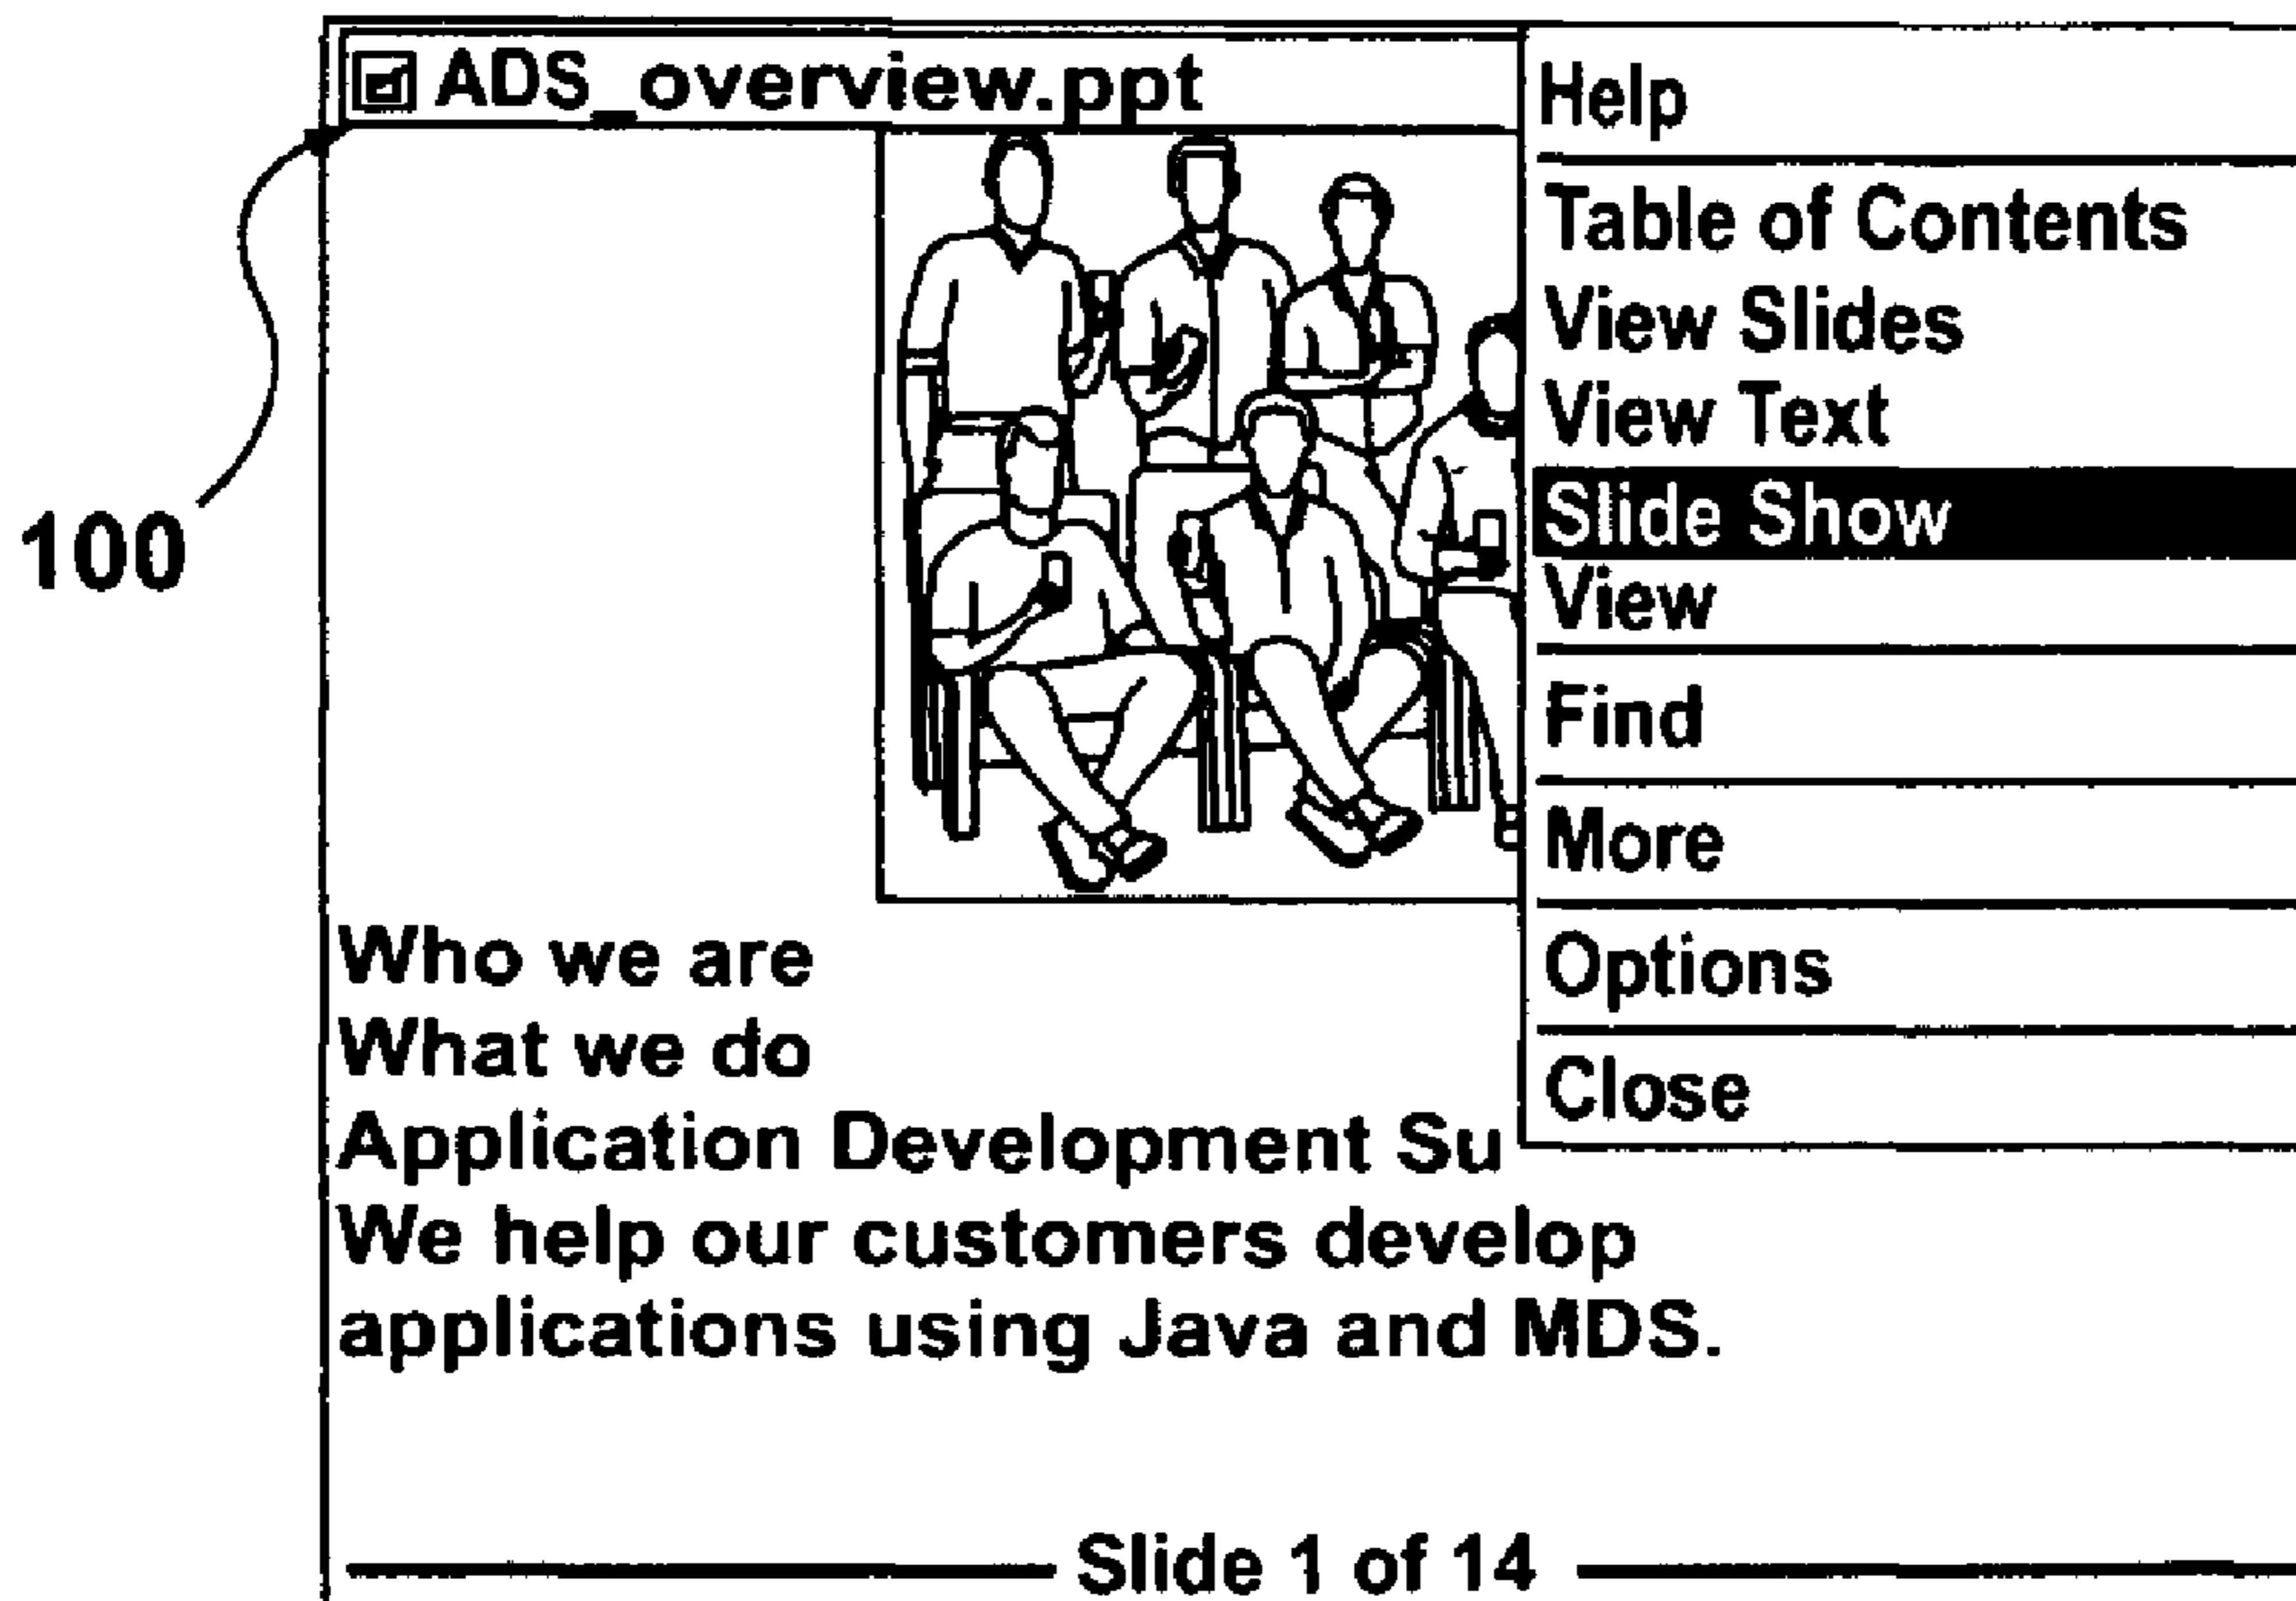 ADS_overview.ppt
Help
Table of Contents
View Slides
View Text
Slide Show
View
Find
More
Options
Close
100
Who we are
What we do
Application Development Su
We help our customers develop
applications using Java and MDS.
Slide 1 of 14